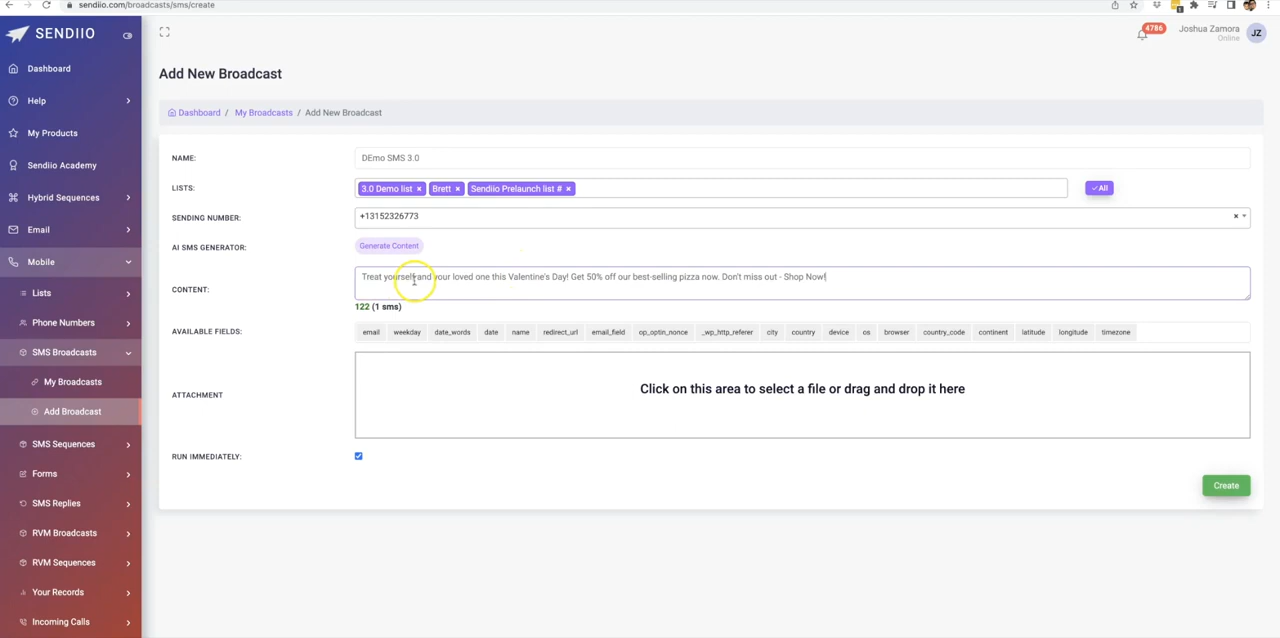 sendiio.com/broadcasts/sms/create
SENDIIO
4786
Joshua Zamora
Online
JZ
Dashboard
Help
My Products
Sendiio Academy
Hybrid Sequences
Email
Mobile
Lists
Phone Numbers
SMS Broadcasts
My Broadcasts
Add Broadcast
SMS Sequences
Forms
SMS Replies
RVM Broadcasts
RVM Sequences
Your Records
Incoming Calls
Add New Broadcast
Dashboard / My Broadcasts / Add New Broadcast
NAME: DEmo SMS 3.0
LISTS: 3.0 Demo list × Brett × Sendiio Prelaunch list # × ✓All
SENDING NUMBER: +13152326773 ×
AI SMS GENERATOR: Generate Content
CONTENT: Treat yourself and your loved one this Valentine's Day! Get 50% off our best-selling pizza now. Don't miss out - Shop Now!
122 (1 sms)
AVAILABLE FIELDS: email weekday date_words date name redirect_url email_field op_optin_nonce _wp_http_referer city country device os browser country_code continent latitude longitude timezone
ATTACHMENT Click on this area to select a file or drag and drop it here
RUN IMMEDIATELY:
Create